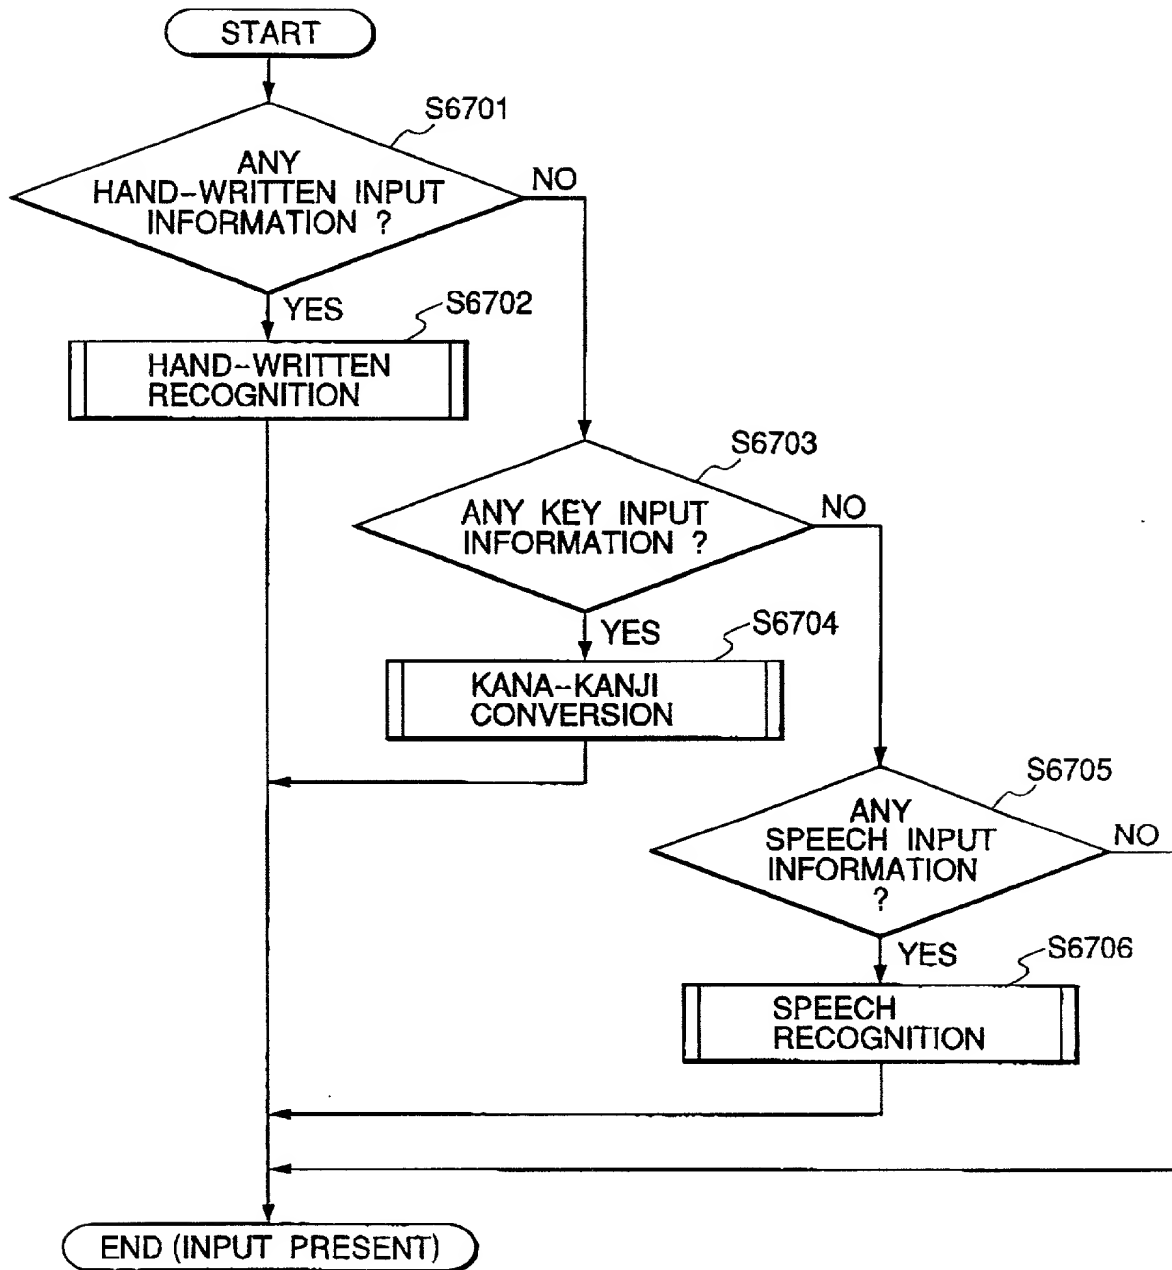 START
S6701
ANY
HAND-WRITTEN INPUT
INFORMATION ?
NO
YES
S6702
HAND-WRITTEN
RECOGNITION
S6703
ANY KEY INPUT
INFORMATION ?
NO
YES
S6704
KANA-KANJI
CONVERSION
S6705
ANY
SPEECH INPUT
INFORMATION
?
NO
YES
S6706
SPEECH
RECOGNITION
END (INPUT PRESENT)